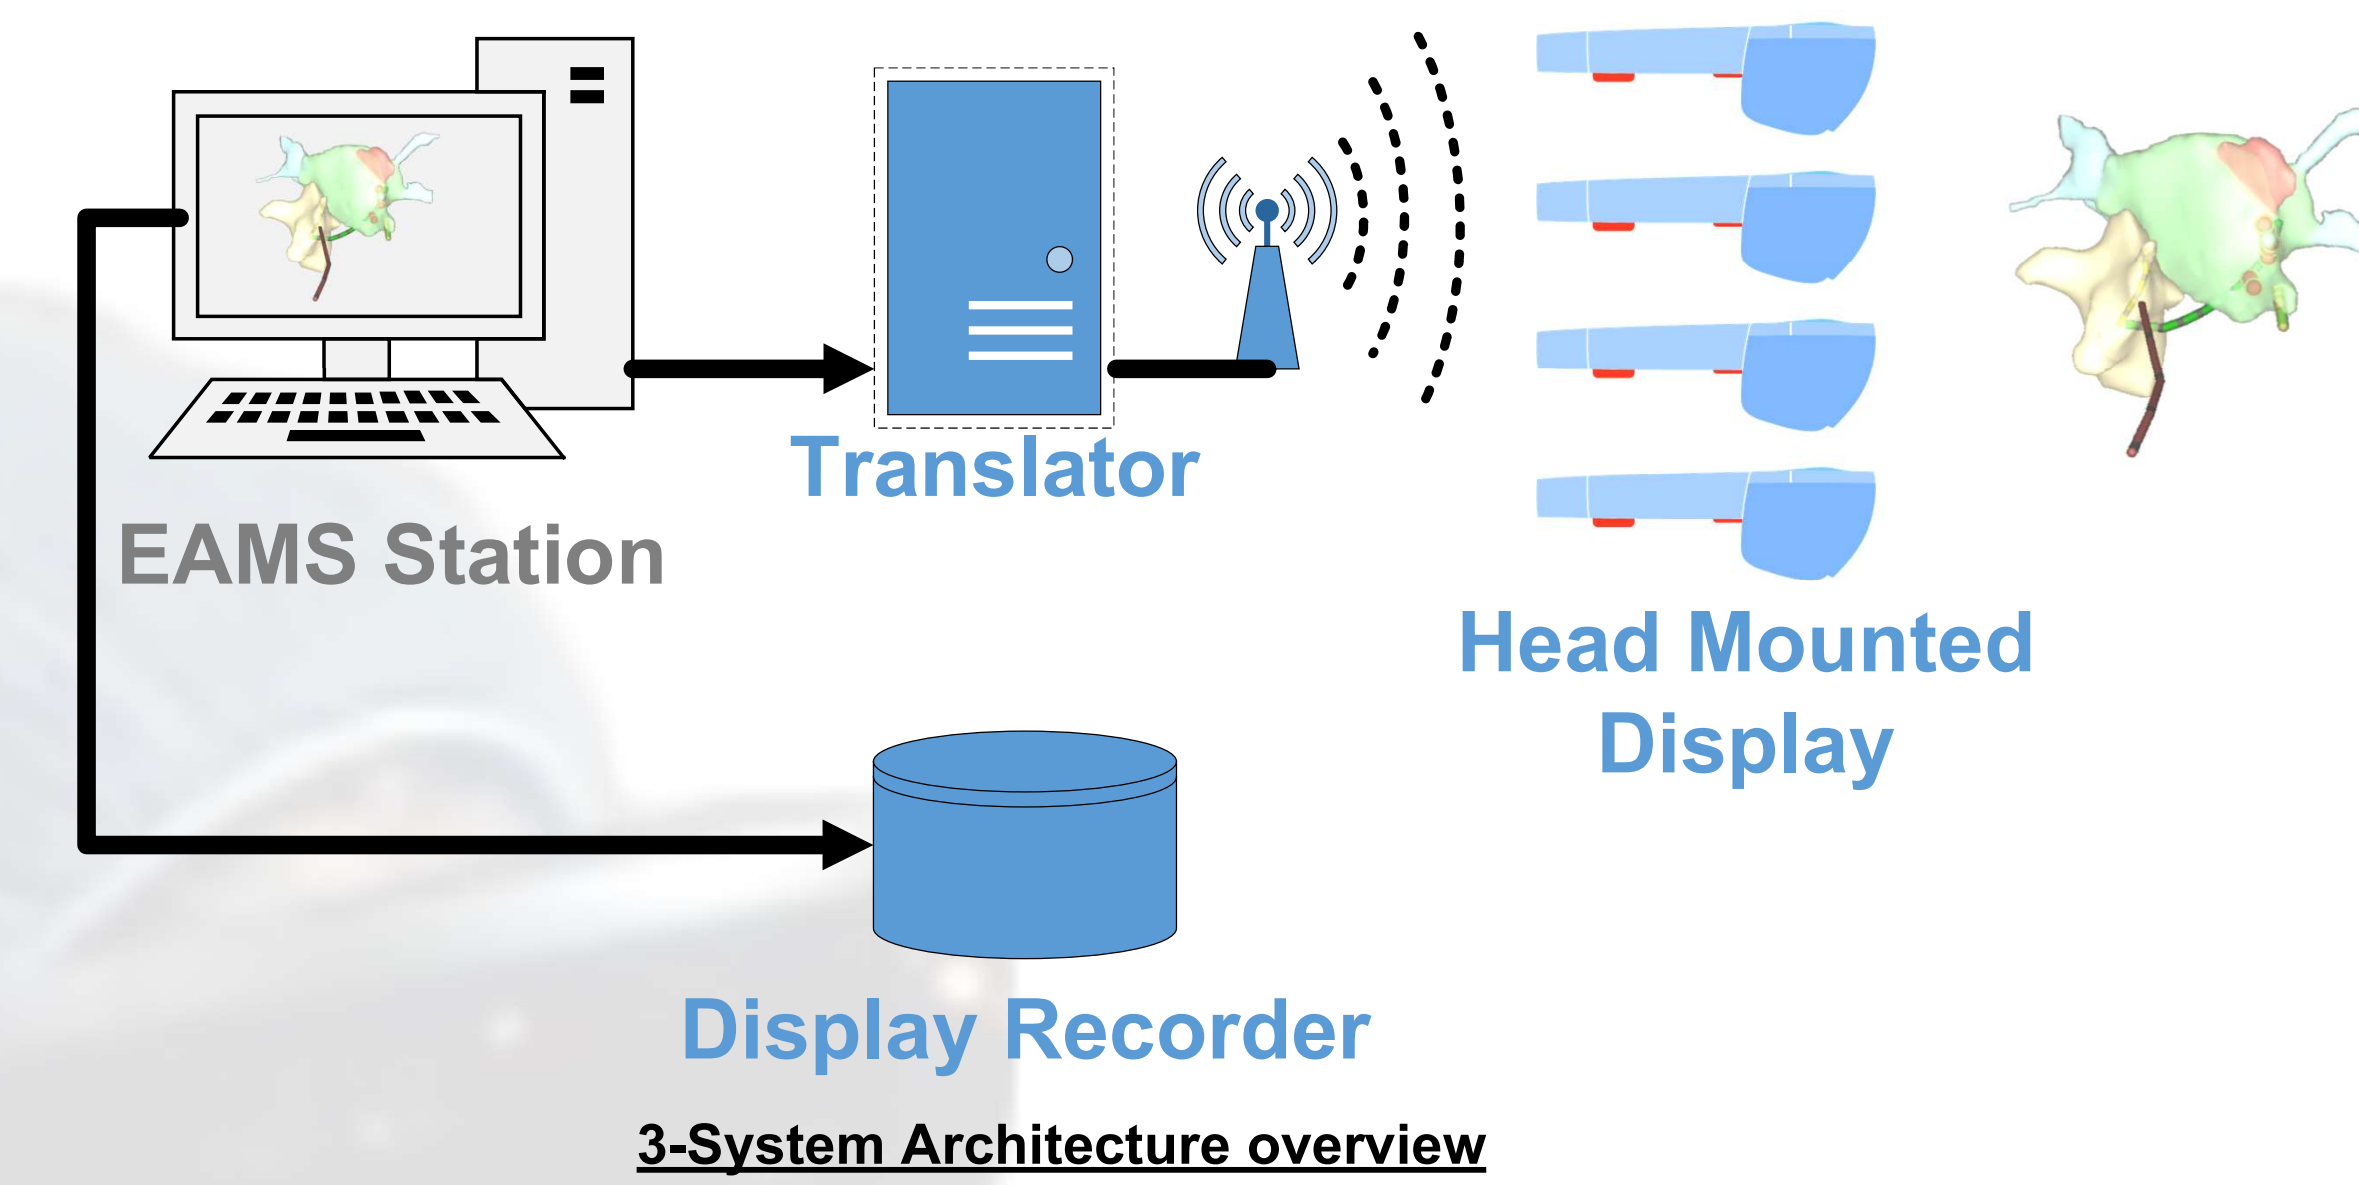 Translator
EAMS Station
Head Mounted
Display
Display Recorder
3-System Architecture overview